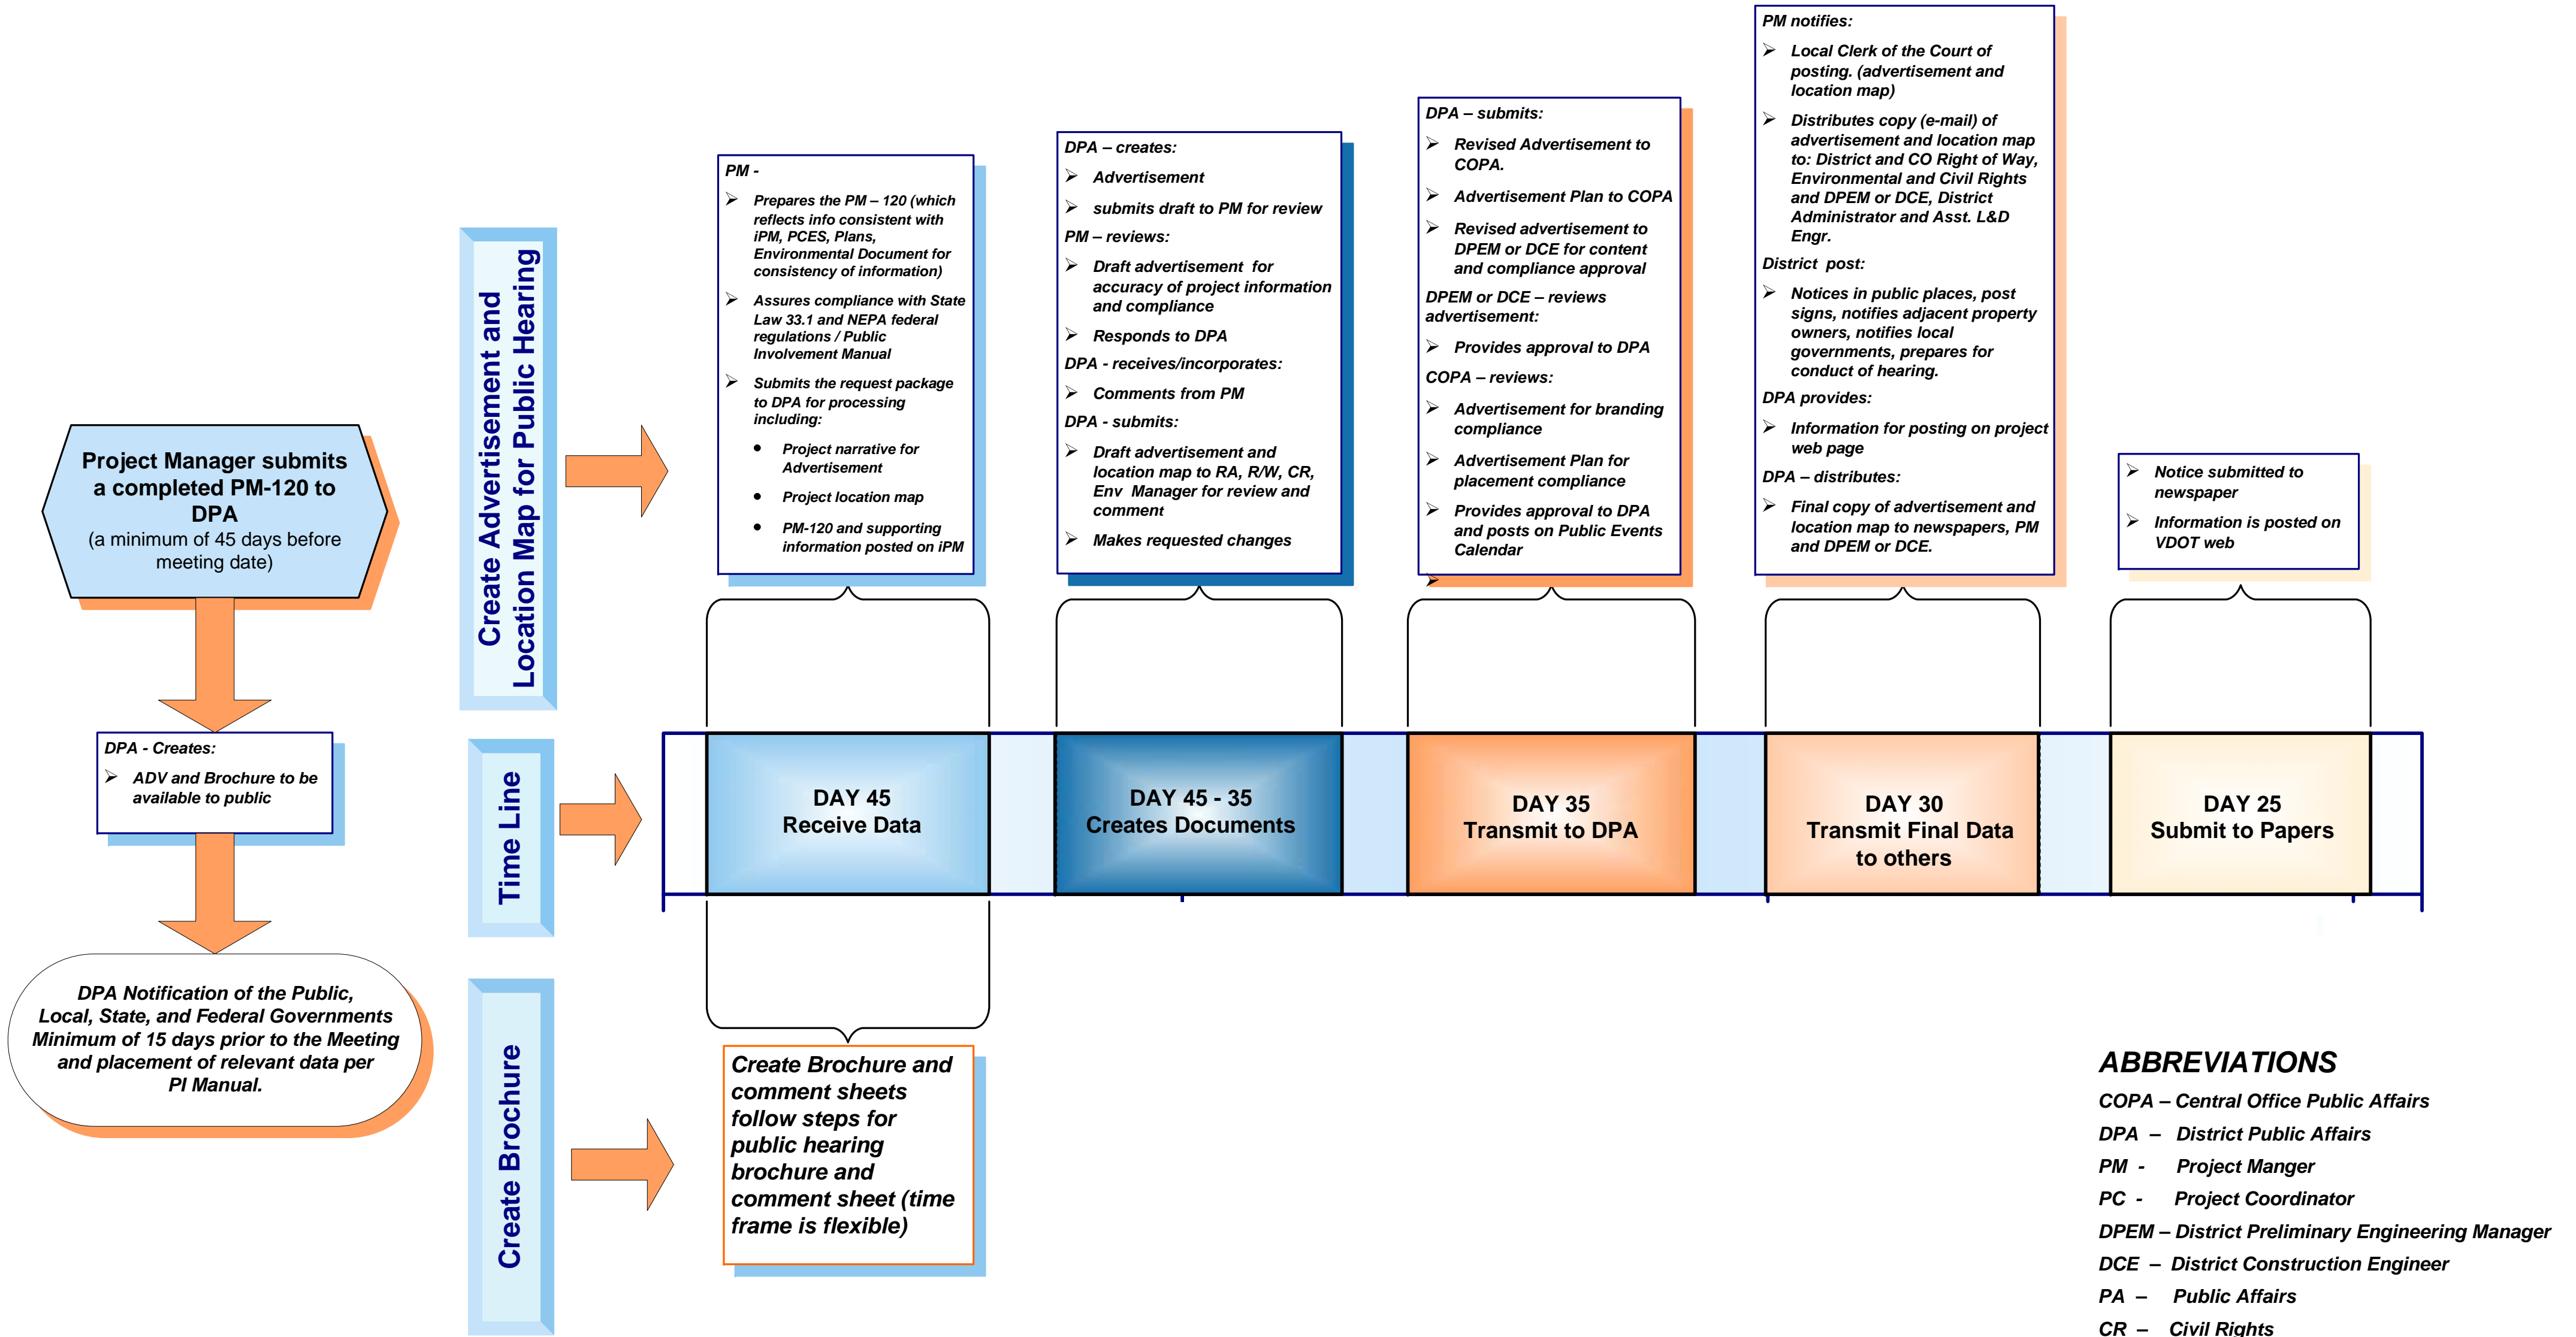 Project Manager submits
a completed PM-120 to
DPA
(a minimum of 45 days before
meeting date)
DPA - Creates:
➢ ADV and Brochure to be
available to public
DPA Notification of the Public,
Local, State, and Federal Governments
Minimum of 15 days prior to the Meeting
and placement of relevant data per
PI Manual.
Create Advertisement and
Location Map for Public Hearing
PM -
➢ Prepares the PM – 120 (which
reflects info consistent with
iPM, PCES, Plans,
Environmental Document for
consistency of information)
➢ Assures compliance with State
Law 33.1 and NEPA federal
regulations / Public
Involvement Manual
➢ Submits the request package
to DPA for processing
including:
• Project narrative for
Advertisement
• Project location map
• PM-120 and supporting
information posted on iPM
DPA – creates:
➢ Advertisement
➢ submits draft to PM for review
PM – reviews:
➢ Draft advertisement for
accuracy of project information
and compliance
➢ Responds to DPA
DPA - receives/incorporates:
➢ Comments from PM
DPA - submits:
➢ Draft advertisement and
location map to RA, R/W, CR,
Env Manager for review and
comment
➢ Makes requested changes
DPA – submits:
➢ Revised Advertisement to
COPA.
➢ Advertisement Plan to COPA
➢ Revised advertisement to
DPEM or DCE for content
and compliance approval
DPEM or DCE – reviews
advertisement:
➢ Provides approval to DPA
COPA – reviews:
➢ Advertisement for branding
compliance
➢ Advertisement Plan for
placement compliance
➢ Provides approval to DPA
and posts on Public Events
Calendar
➢
PM notifies:
➢ Local Clerk of the Court of
posting. (advertisement and
location map)
➢ Distributes copy (e-mail) of
advertisement and location map
to: District and CO Right of Way,
Environmental and Civil Rights
and DPEM or DCE, District
Administrator and Asst. L&D
Engr.
District post:
➢ Notices in public places, post
signs, notifies adjacent property
owners, notifies local
governments, prepares for
conduct of hearing.
DPA provides:
➢ Information for posting on project
web page
DPA – distributes:
➢ Final copy of advertisement and
location map to newspapers, PM
and DPEM or DCE.
➢ Notice submitted to
newspaper
➢ Information is posted on
VDOT web
Time Line
DAY 45
Receive Data
DAY 45 - 35
Creates Documents
DAY 35
Transmit to DPA
DAY 30
Transmit Final Data
to others
DAY 25
Submit to Papers
Create Brochure
Create Brochure and
comment sheets
follow steps for
public hearing
brochure and
comment sheet (time
frame is flexible)
ABBREVIATIONS
COPA – Central Office Public Affairs
DPA – District Public Affairs
PM - Project Manger
PC - Project Coordinator
DPEM – District Preliminary Engineering Manager
DCE – District Construction Engineer
PA – Public Affairs
CR – Civil Rights